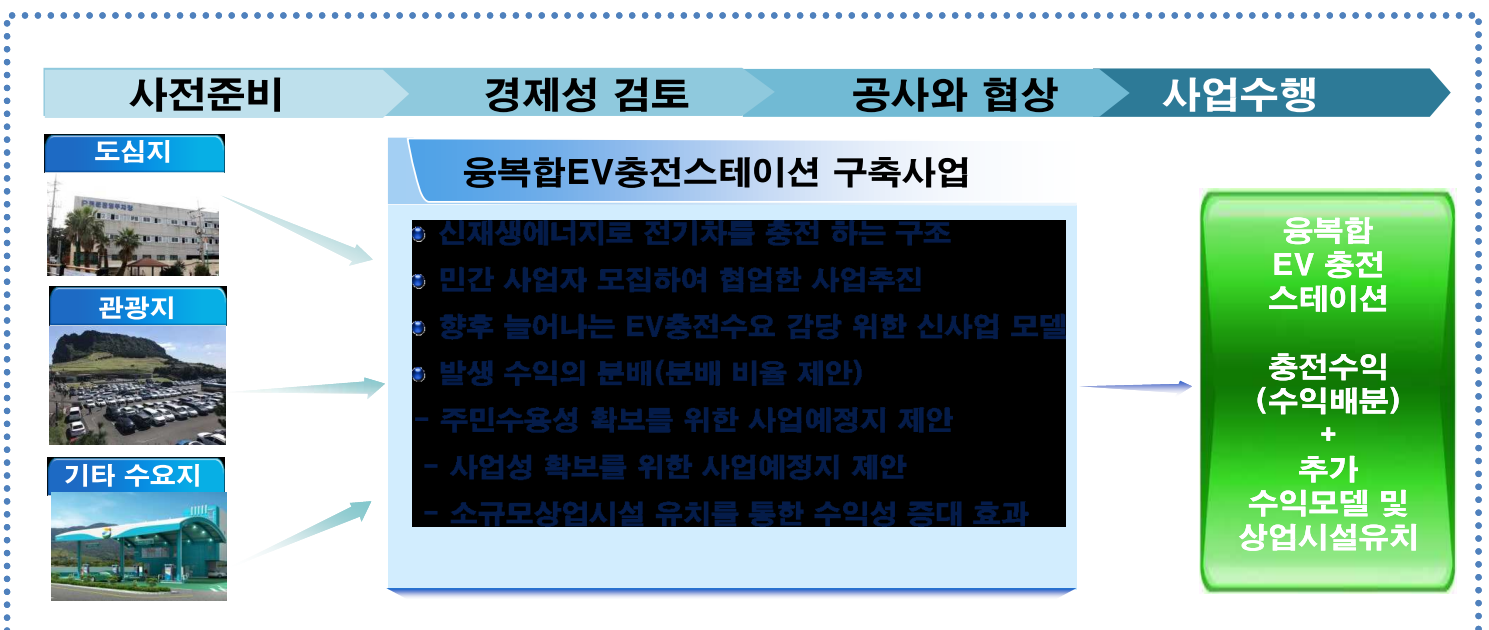 사전준비
경제성 검토
공사와 협상
사업수행
도심지
관광지
기타 수요지
융복합EV충전스테이션 구축사업
신재생에너지로 전기차를 충전 하는 구조
민간 사업자 모집하여 협업한 사업추진
향후 늘어나는 EV충전수요 감당 위한 신사업 모델
발생 수익의 분배(분배 비율 제안)
- 주민수용성 확보를 위한 사업예정지 제안
- 사업성 확보를 위한 사업예정지 제안
- 소규모상업시설 유치를 통한 수익성 증대 효과
융복합
EV 충전
스테이션
충전수익
(수익배분)
+
추가
수익모델 및
상업시설유치